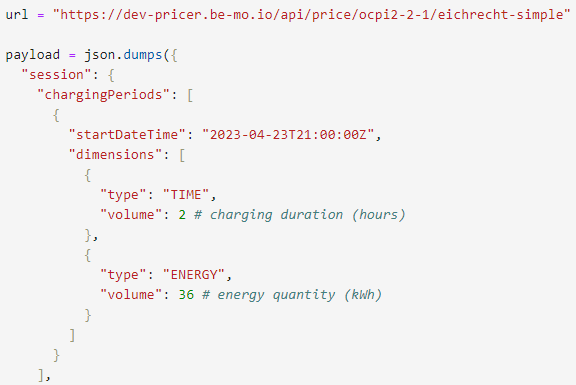 url = "https://dev-pricer.be-mo.io/api/price/ocpi2-2-1/eichrecht-simple"
payload = json.dumps({
"session": {
"chargingPeriods": [
{
"startDateTime": "2023-04-23T21:00:00Z",
"dimensions": [
{
"type": "TIME",
"volume": 2 # charging duration (hours)
},
{
"type": "ENERGY",
"volume": 36 # energy quantity (kWh)
}
]
}
],